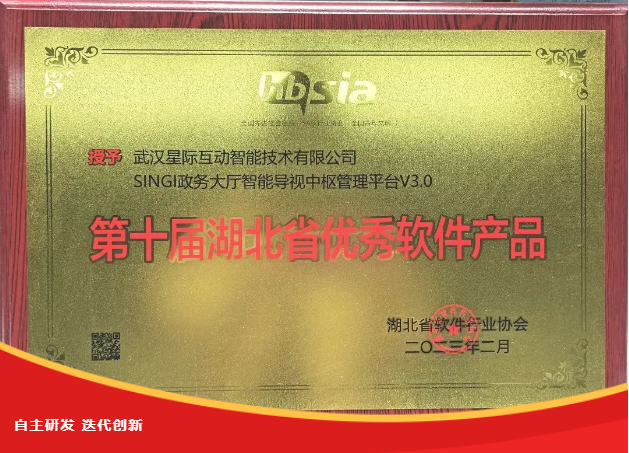 hbsia
授予 武汉星际互动智能技术有限公司
SINGI政务大厅智能导视中枢管理平台V3.0
第十届湖北省优秀软件产品
湖北省软件行业协会
二〇二三年二月
自主研发 迭代创新